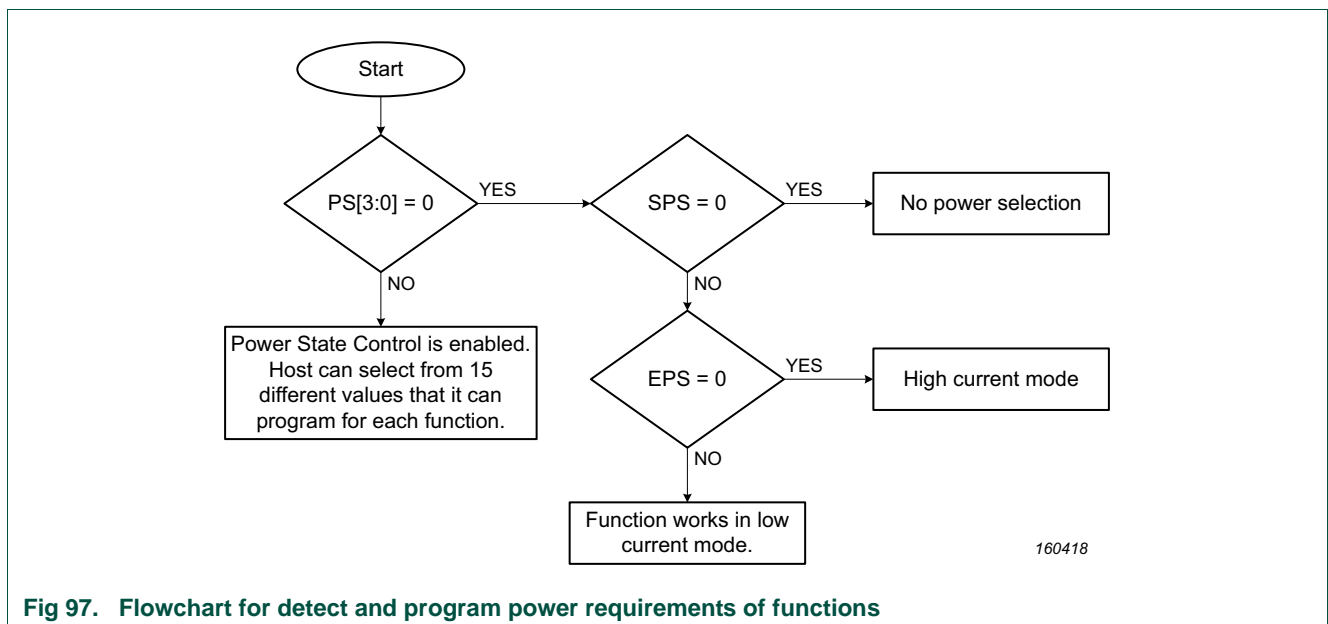 Start
PS[3:0] = 0
YES
SPS = 0
YES
No power selection
NO
NO
Power State Control is enabled.
Host can select from 15
different values that it can
program for each function.
EPS = 0
YES
High current mode
NO
Function works in low
current mode.
160418
Fig 97. Flowchart for detect and program power requirements of functions